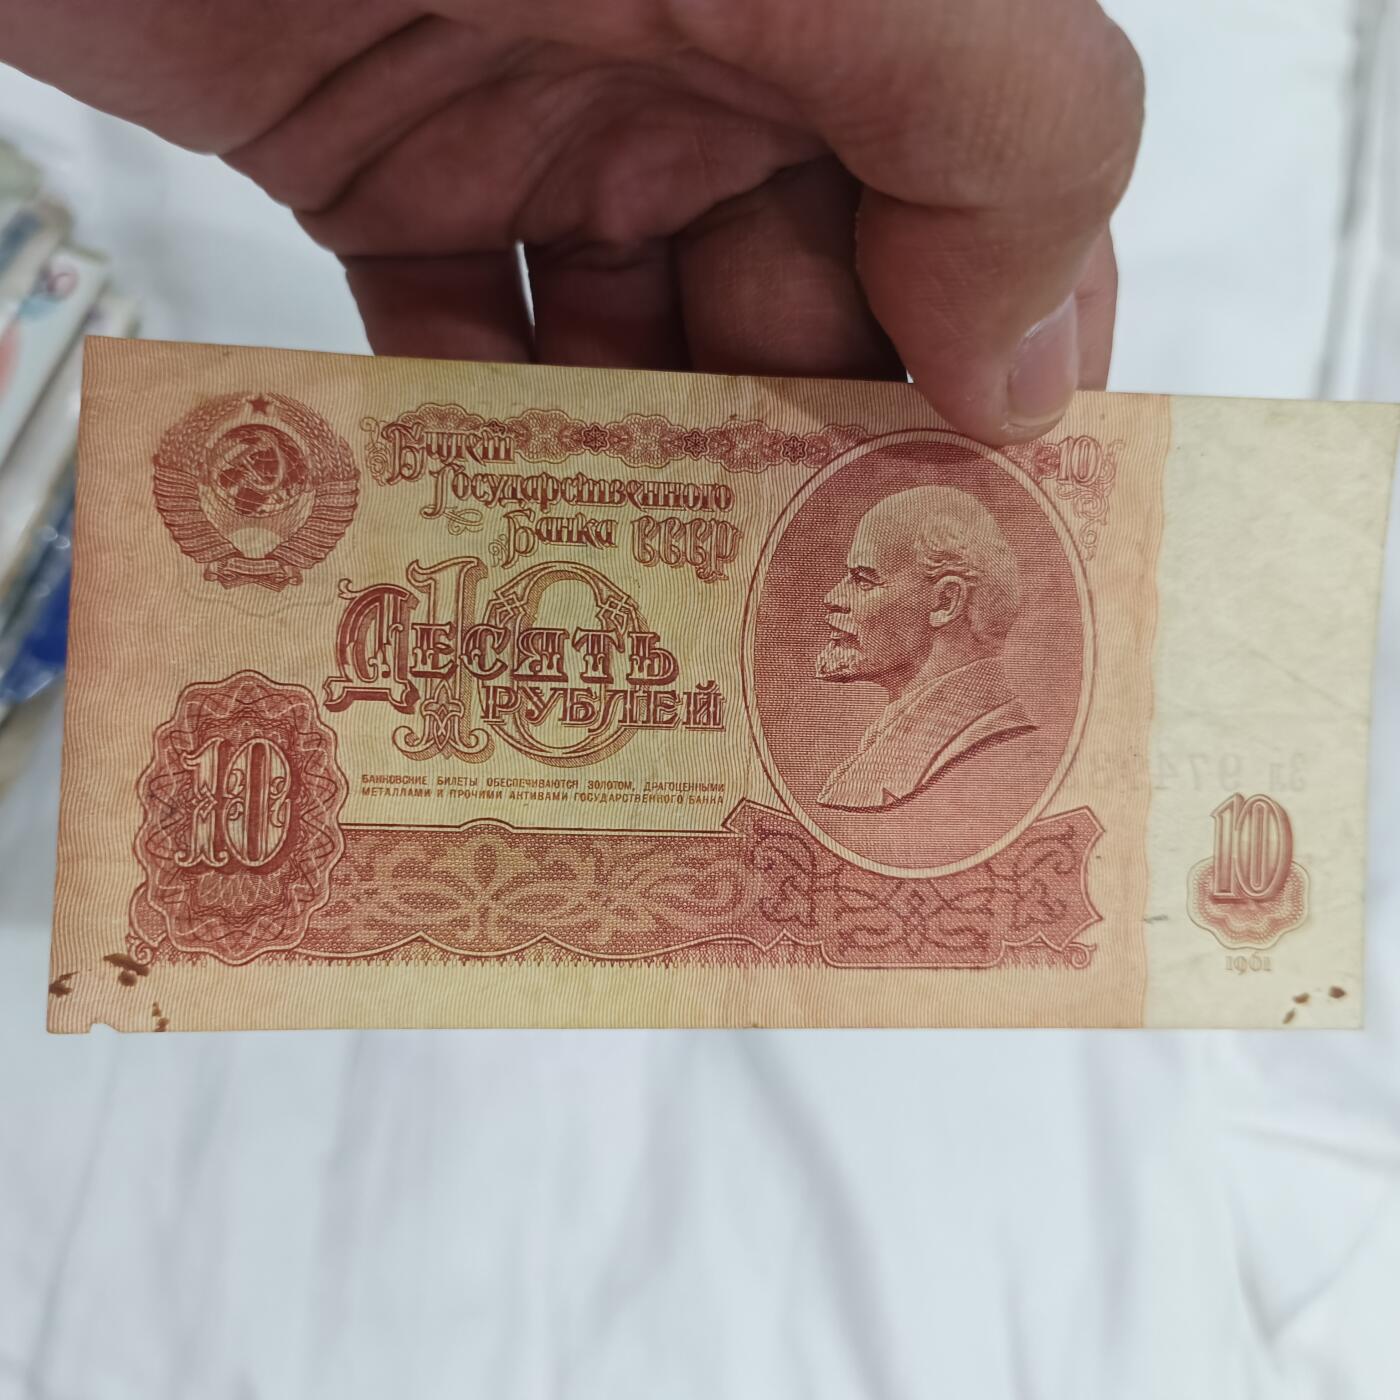 Билет
Государственного
Банка СССР
10
10
Десять
рублей
БАНКОВСКИЕ БИЛЕТЫ ОБЕСПЕЧИВАЮТСЯ ЗОЛОТОМ, ДРАГОЦЕННЫМИ
МЕТАЛЛАМИ И ПРОЧИМИ АКТИВАМИ ГОСУДАРСТВЕННОГО БАНКА
10
10
1961